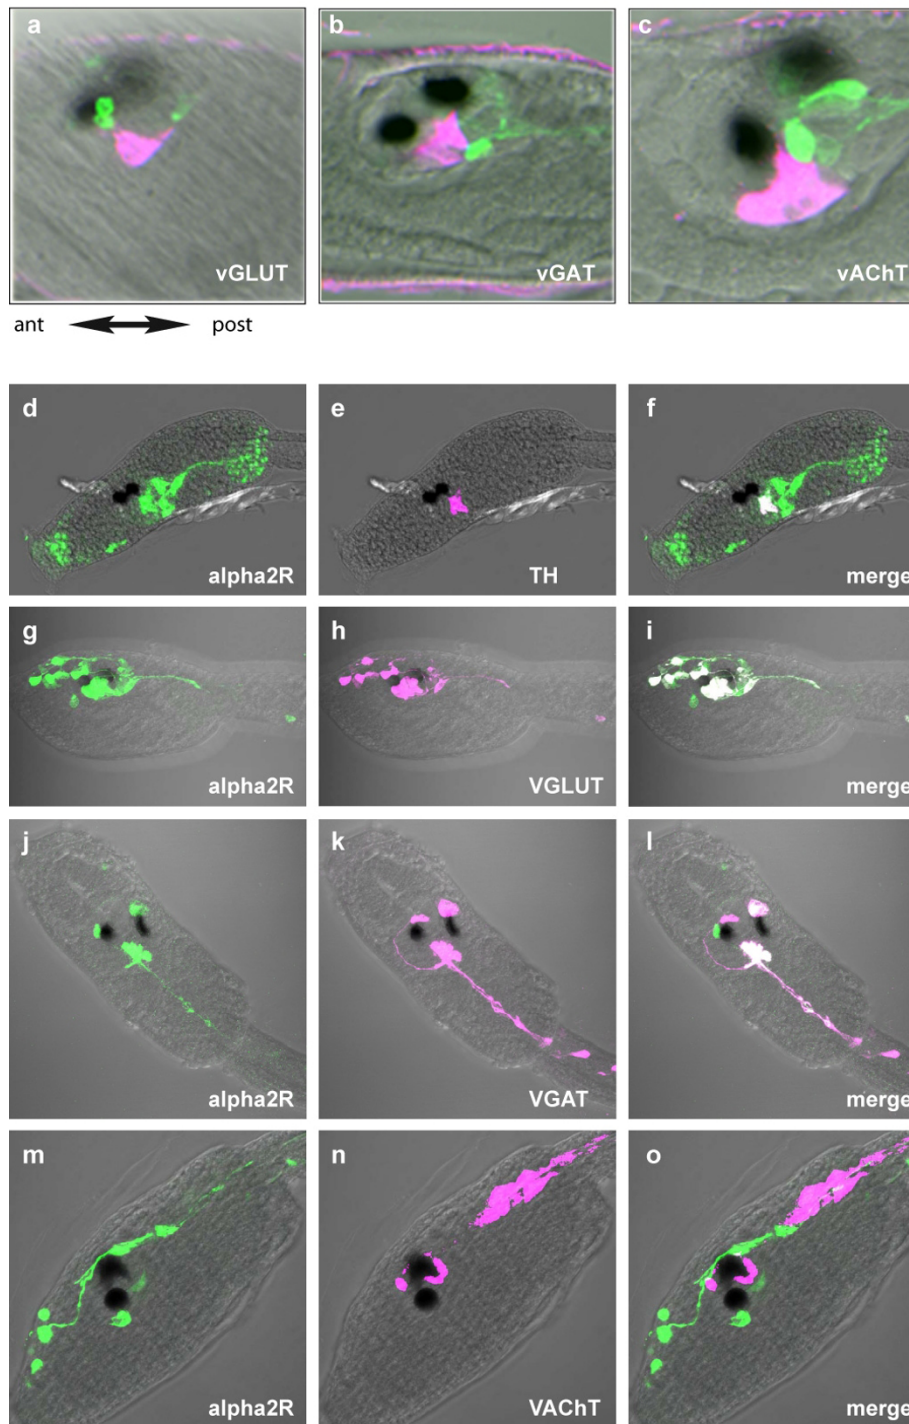 a
vGLUT
b
vGAT
c
vAChT
ant
post
d
alpha2R
e
TH
f
merge
g
alpha2R
h
VGLUT
i
merge
j
alpha2R
k
VGAT
l
merge
m
alpha2R
n
VAChT
o
merge